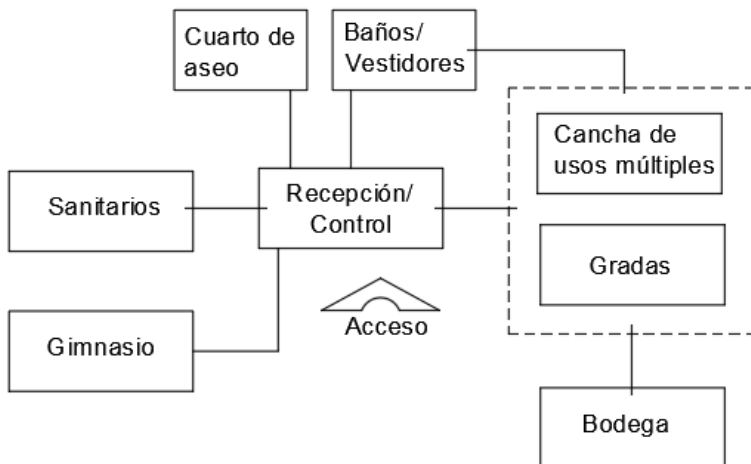 Cuarto de
aseo
Baños/
Vestidores
Cancha de
usos múltiples
Sanitarios
Recepción/
Control
Gradas
Acceso
Gimnasio
Bodega